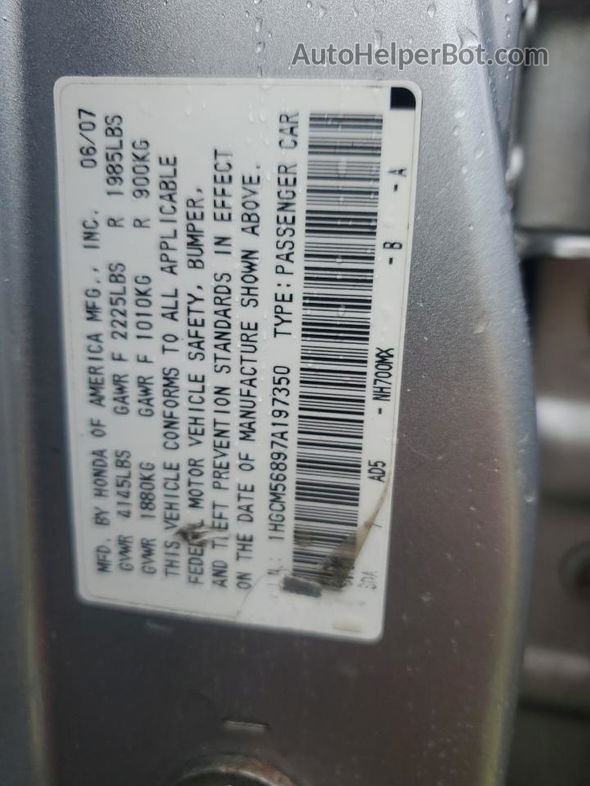 AutoHelperBot.com
MFD. BY HONDA OF AMERICA MFG., INC. 06/07
GVWR 4145LBS GAWR F 2225LBS R 1985LBS
GVWR 1880KG GAWR F 1010KG R 900KG
THIS VEHICLE CONFORMS TO ALL APPLICABLE
FEDERAL MOTOR VEHICLE SAFETY, BUMPER,
AND THEFT PREVENTION STANDARDS IN EFFECT
ON THE DATE OF MANUFACTURE SHOWN ABOVE.
1HGCM56897A197350 TYPE:PASSENGER CAR
AD5 - NH700MX - B - A
SDA